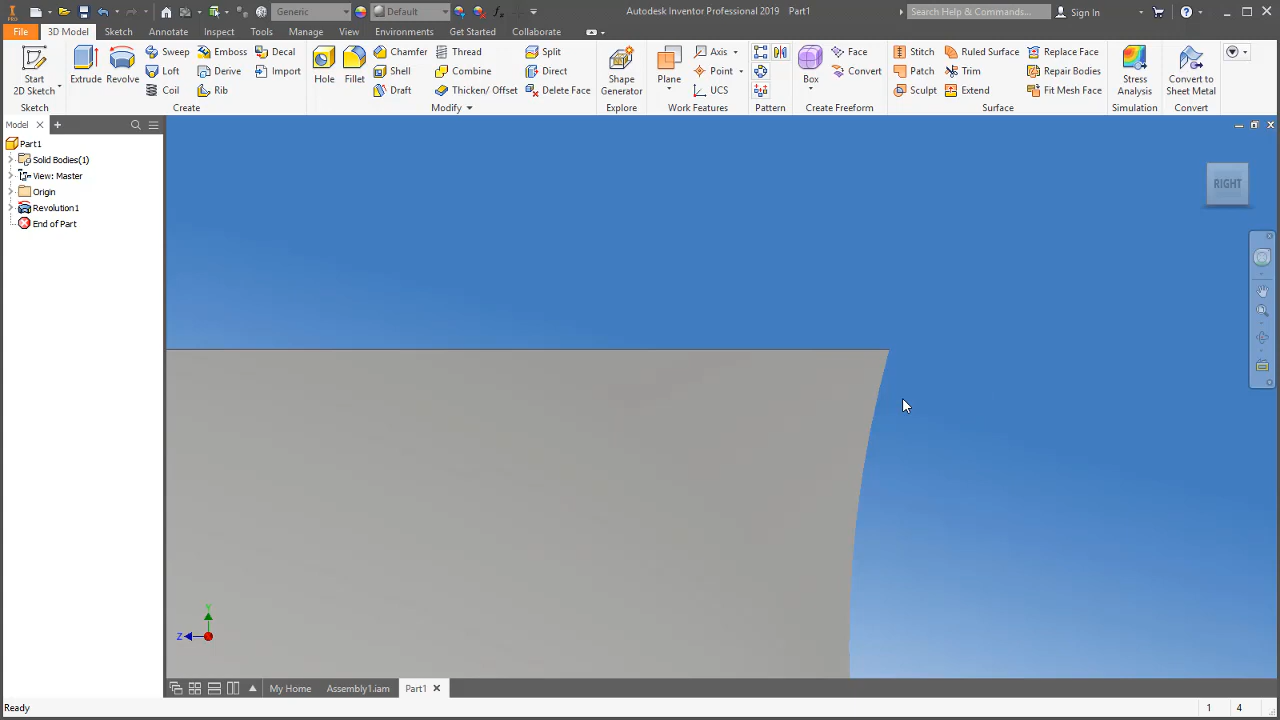 Generic
Default
Autodesk Inventor Professional 2019 Part1
Search Help & Commands...
Sign In
File
3D Model
Sketch
Annotate
Inspect
Tools
Manage
View
Environments
Get Started
Collaborate
Start
2D Sketch
Sketch
Extrude
Revolve
Sweep
Loft
Coil
Emboss
Derive
Rib
Decal
Import
Create
Hole
Fillet
Chamfer
Shell
Draft
Thread
Combine
Thicken/ Offset
Split
Direct
Delete Face
Modify
Shape
Generator
Explore
Plane
Axis
Point
UCS
Work Features
Pattern
Box
Face
Convert
Create Freeform
Stitch
Patch
Sculpt
Ruled Surface
Trim
Extend
Replace Face
Repair Bodies
Fit Mesh Face
Surface
Stress
Analysis
Simulation
Convert to
Sheet Metal
Convert
Model
Part1
Solid Bodies(1)
View: Master
Origin
Revolution1
End of Part
RIGHT
Y
Z
My Home
Assembly1.iam
Part1
Ready
1
4